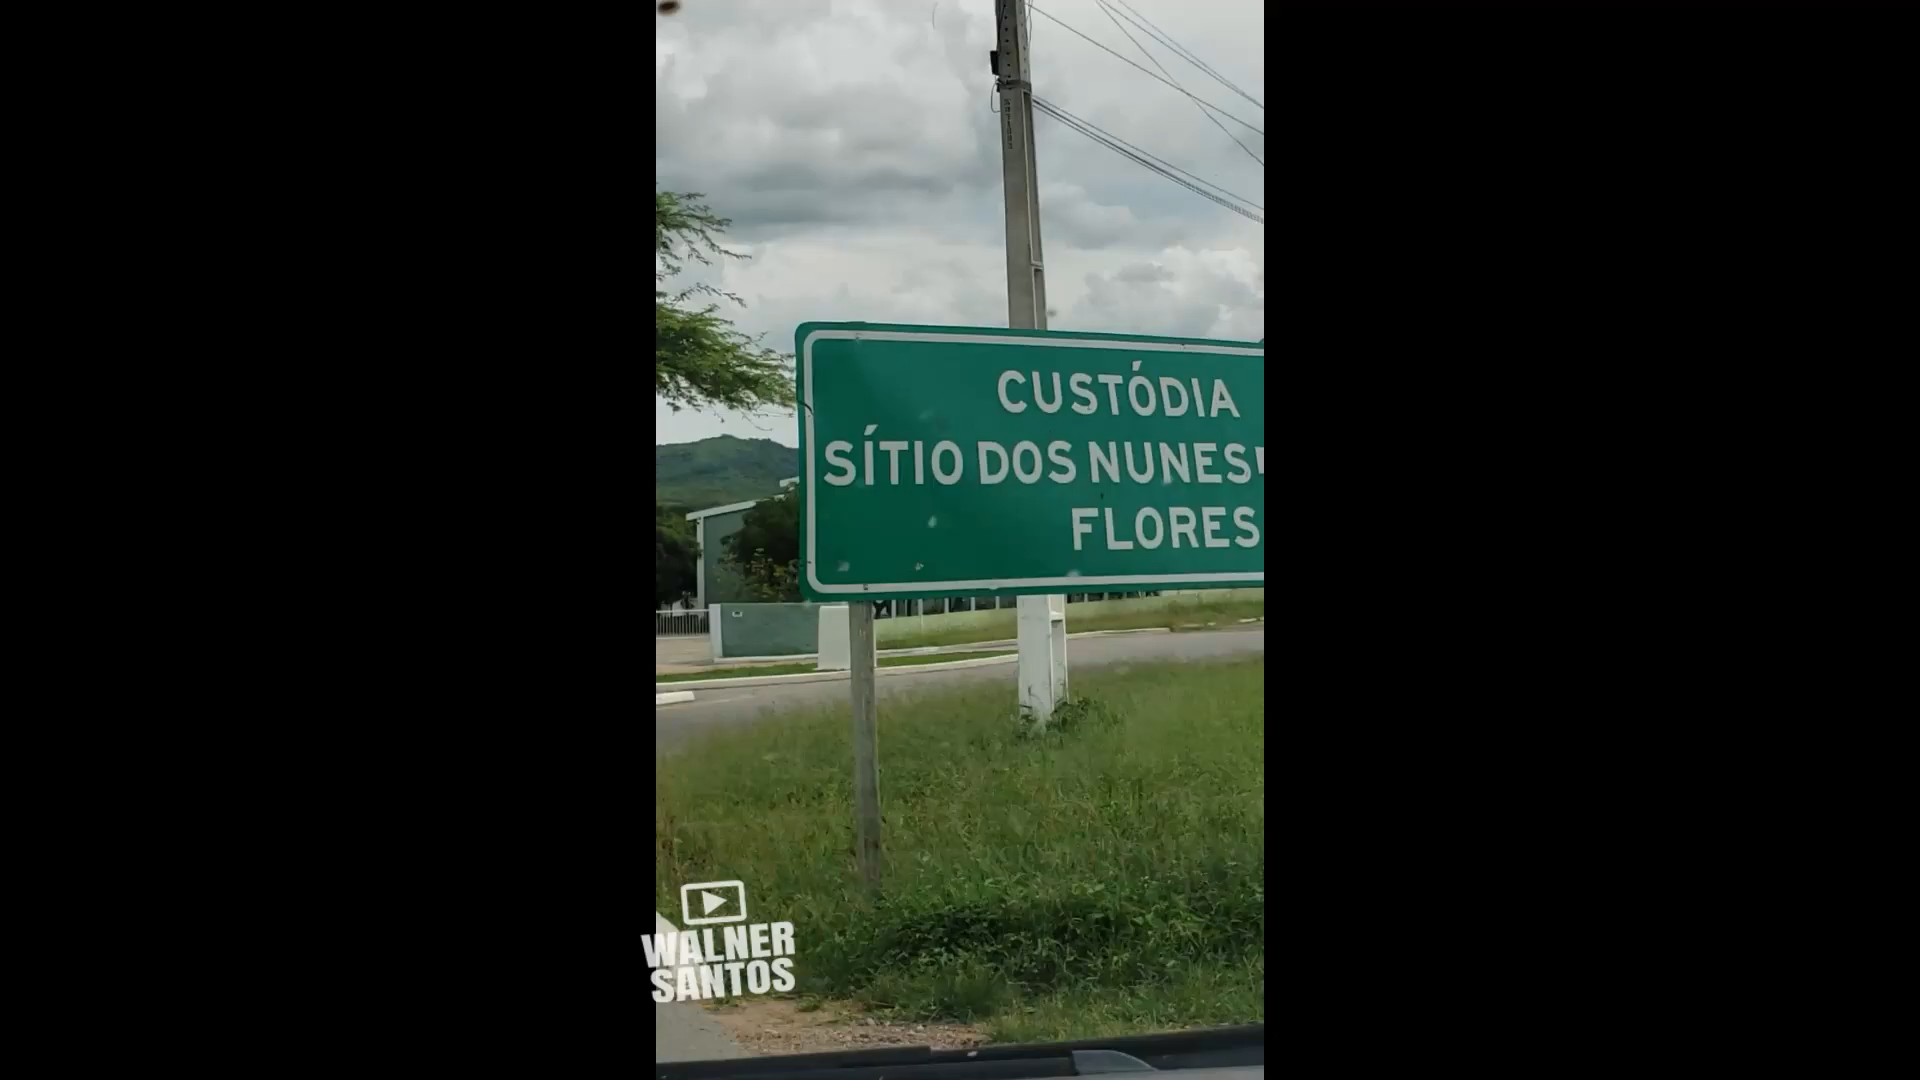 CUSTÓDIA
SÍTIO DOS NUNES
FLORES
WALNER
SANTOS